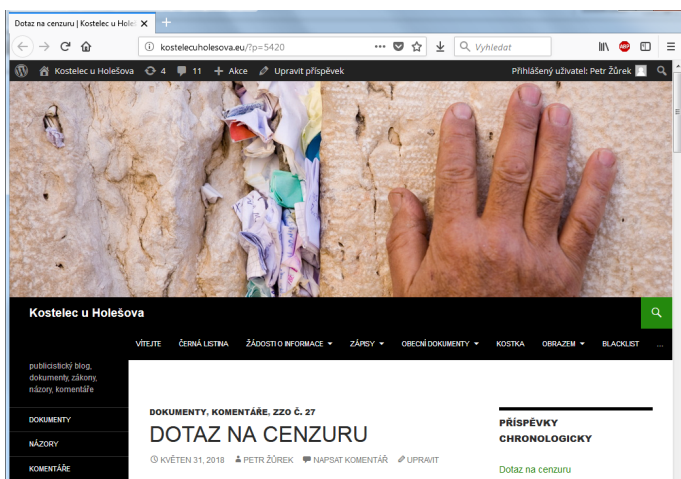 Dotaz na cenzuru | Kostelec u Holeš
kostelecuholesova.eu/?p=5420
Vyhledat
ABP
Kostelec u Holešova 4 11 + Akce Upravit příspěvek Přihlášený uživatel: Petr Žůrek
Kostelec u Holešova
VÍTEJTE ČERNÁ LISTINA ŽÁDOSTI O INFORMACE ZÁPISY OBECNÍ DOKUMENTY KOSTKA OBRAZEM BLACKLIST ...
publicistický blog,
dokumenty, zákony,
názory, komentáře
DOKUMENTY
NÁZORY
KOMENTÁŘE
DOKUMENTY, KOMENTÁŘE, ZZO Č. 27
DOTAZ NA CENZURU
KVĚTEN 31, 2018 PETR ŽŮREK NAPSAT KOMENTÁŘ UPRAVIT
PŘÍSPĚVKY
CHRONOLOGICKY
Dotaz na cenzuru